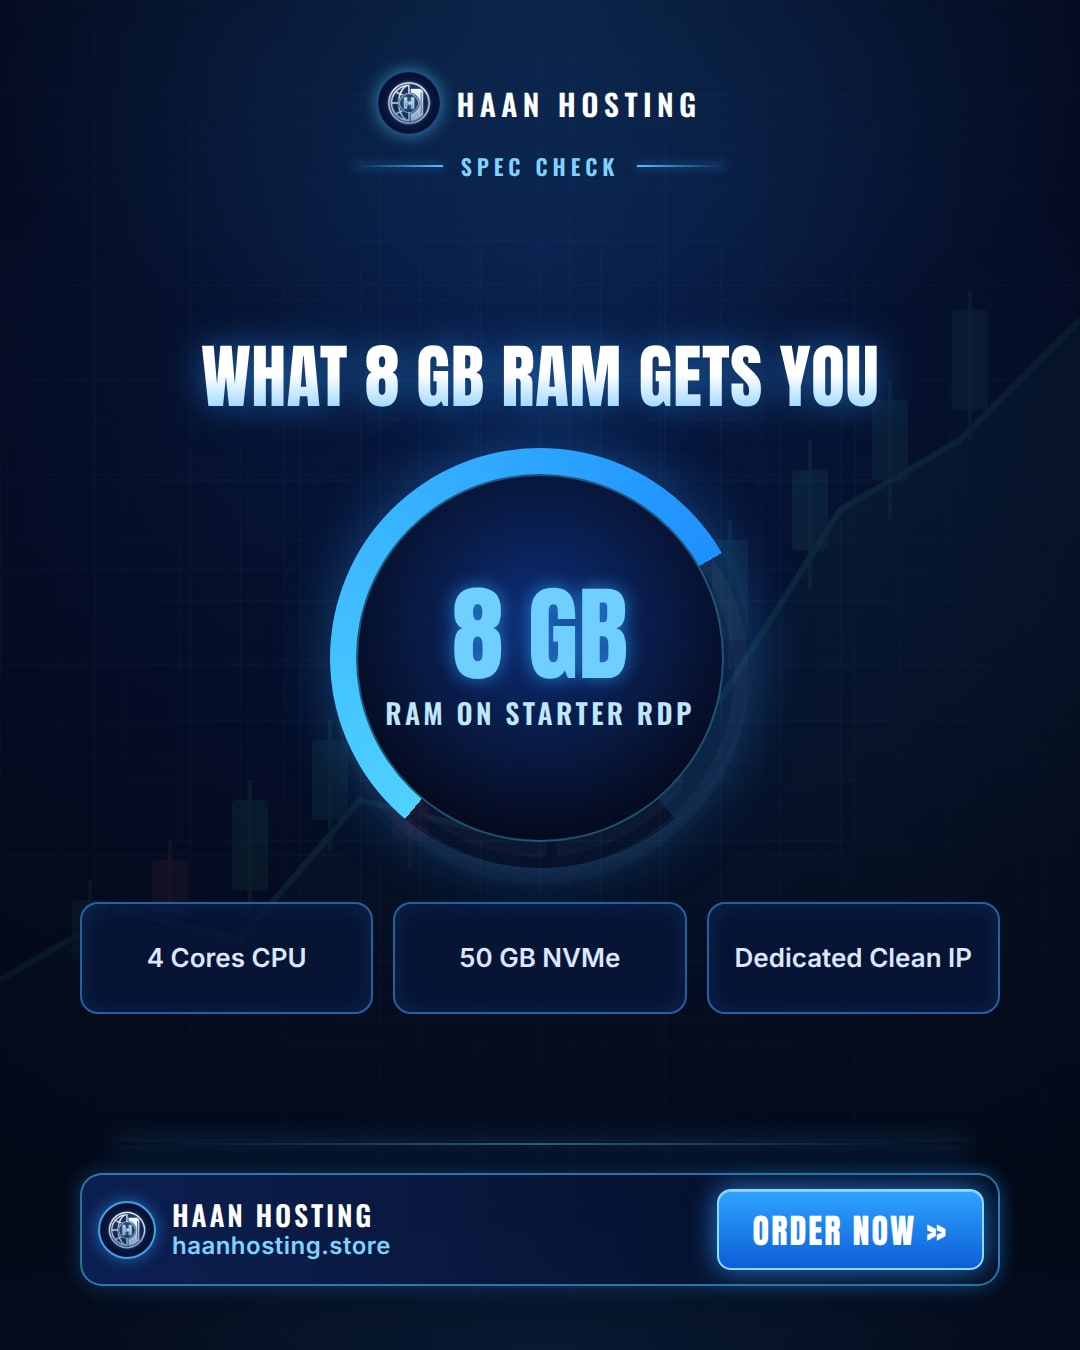 HAAN HOSTING
SPEC CHECK
WHAT 8 GB RAM GETS YOU
8 GB
RAM ON STARTER RDP
4 Cores CPU
50 GB NVMe
Dedicated Clean IP
HAAN HOSTING
haanhosting.store
ORDER NOW »